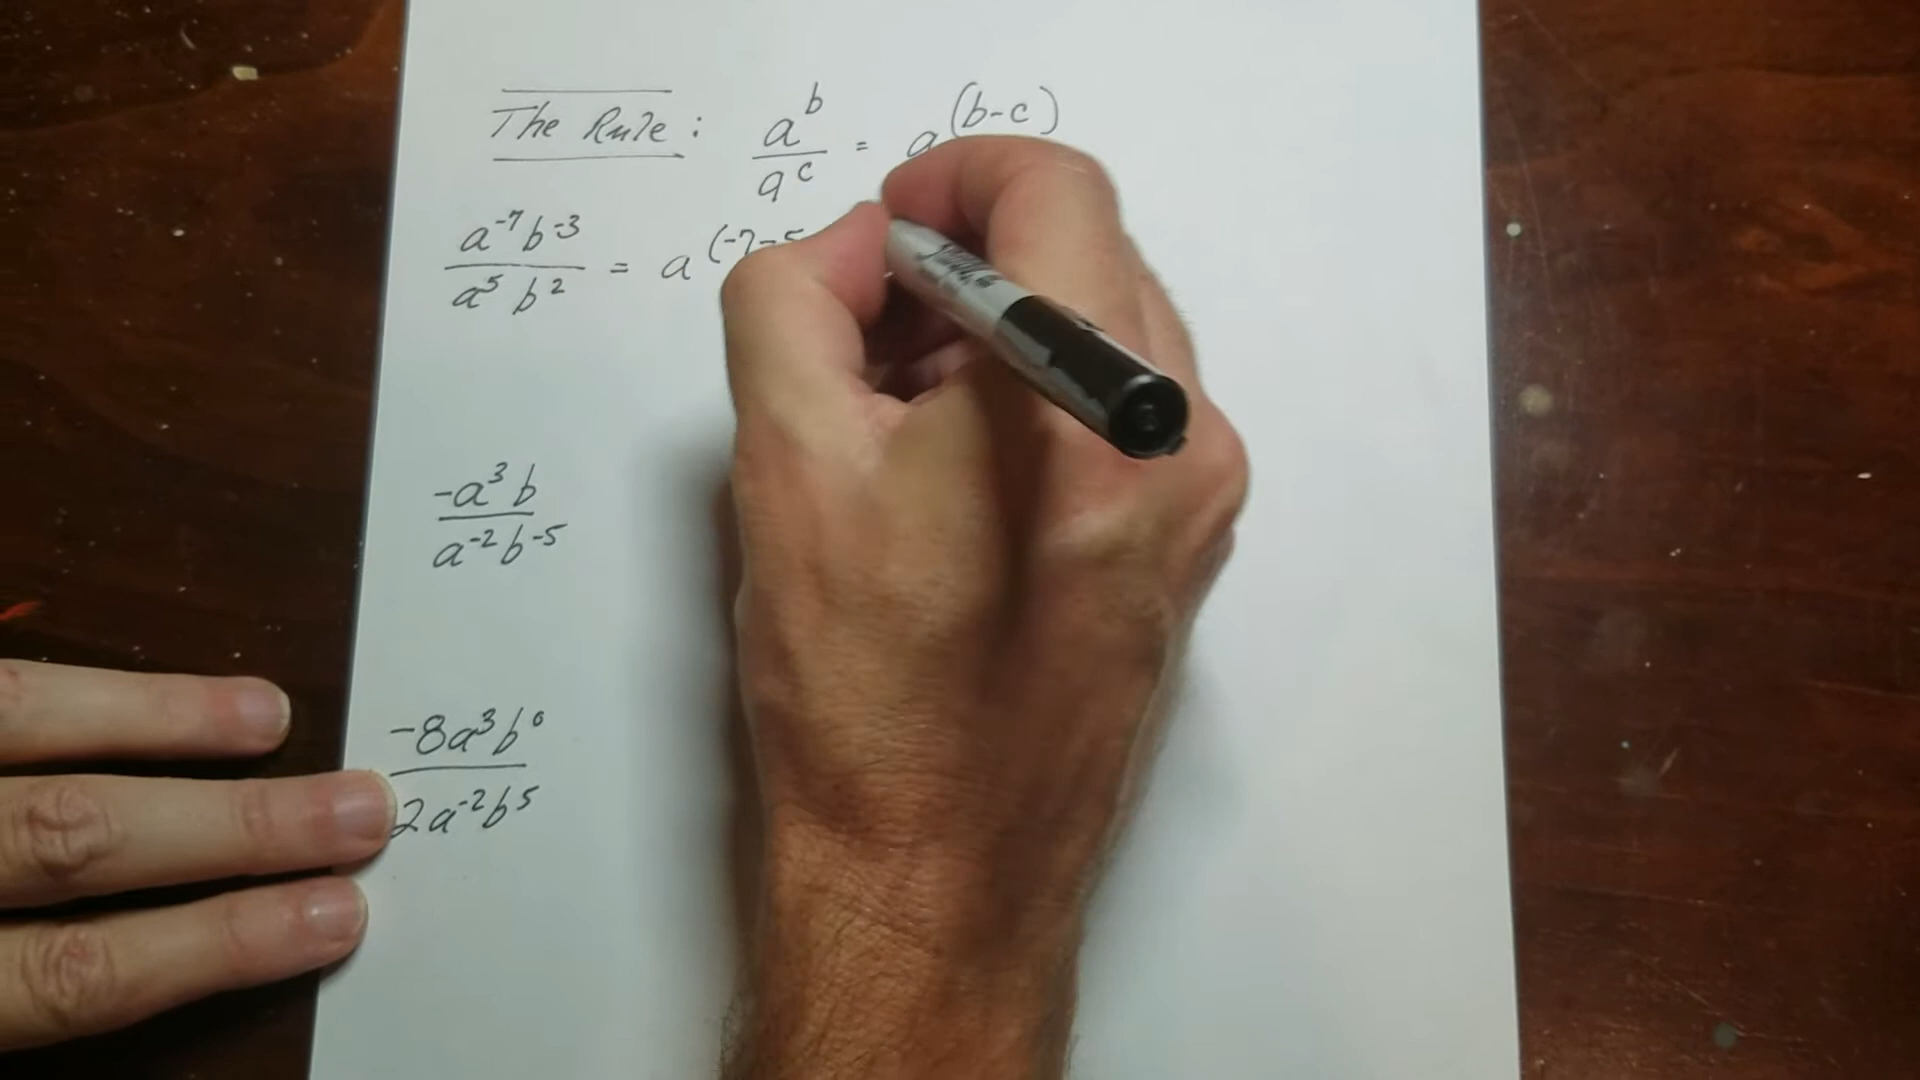 The Rule: a^b / a^c = a^(b-c)
a^-7 b^-3 / a^5 b^2 = a^(-7-5
-a^3 b / a^-2 b^-5
-8a^3 b^0 / 2a^-2 b^5